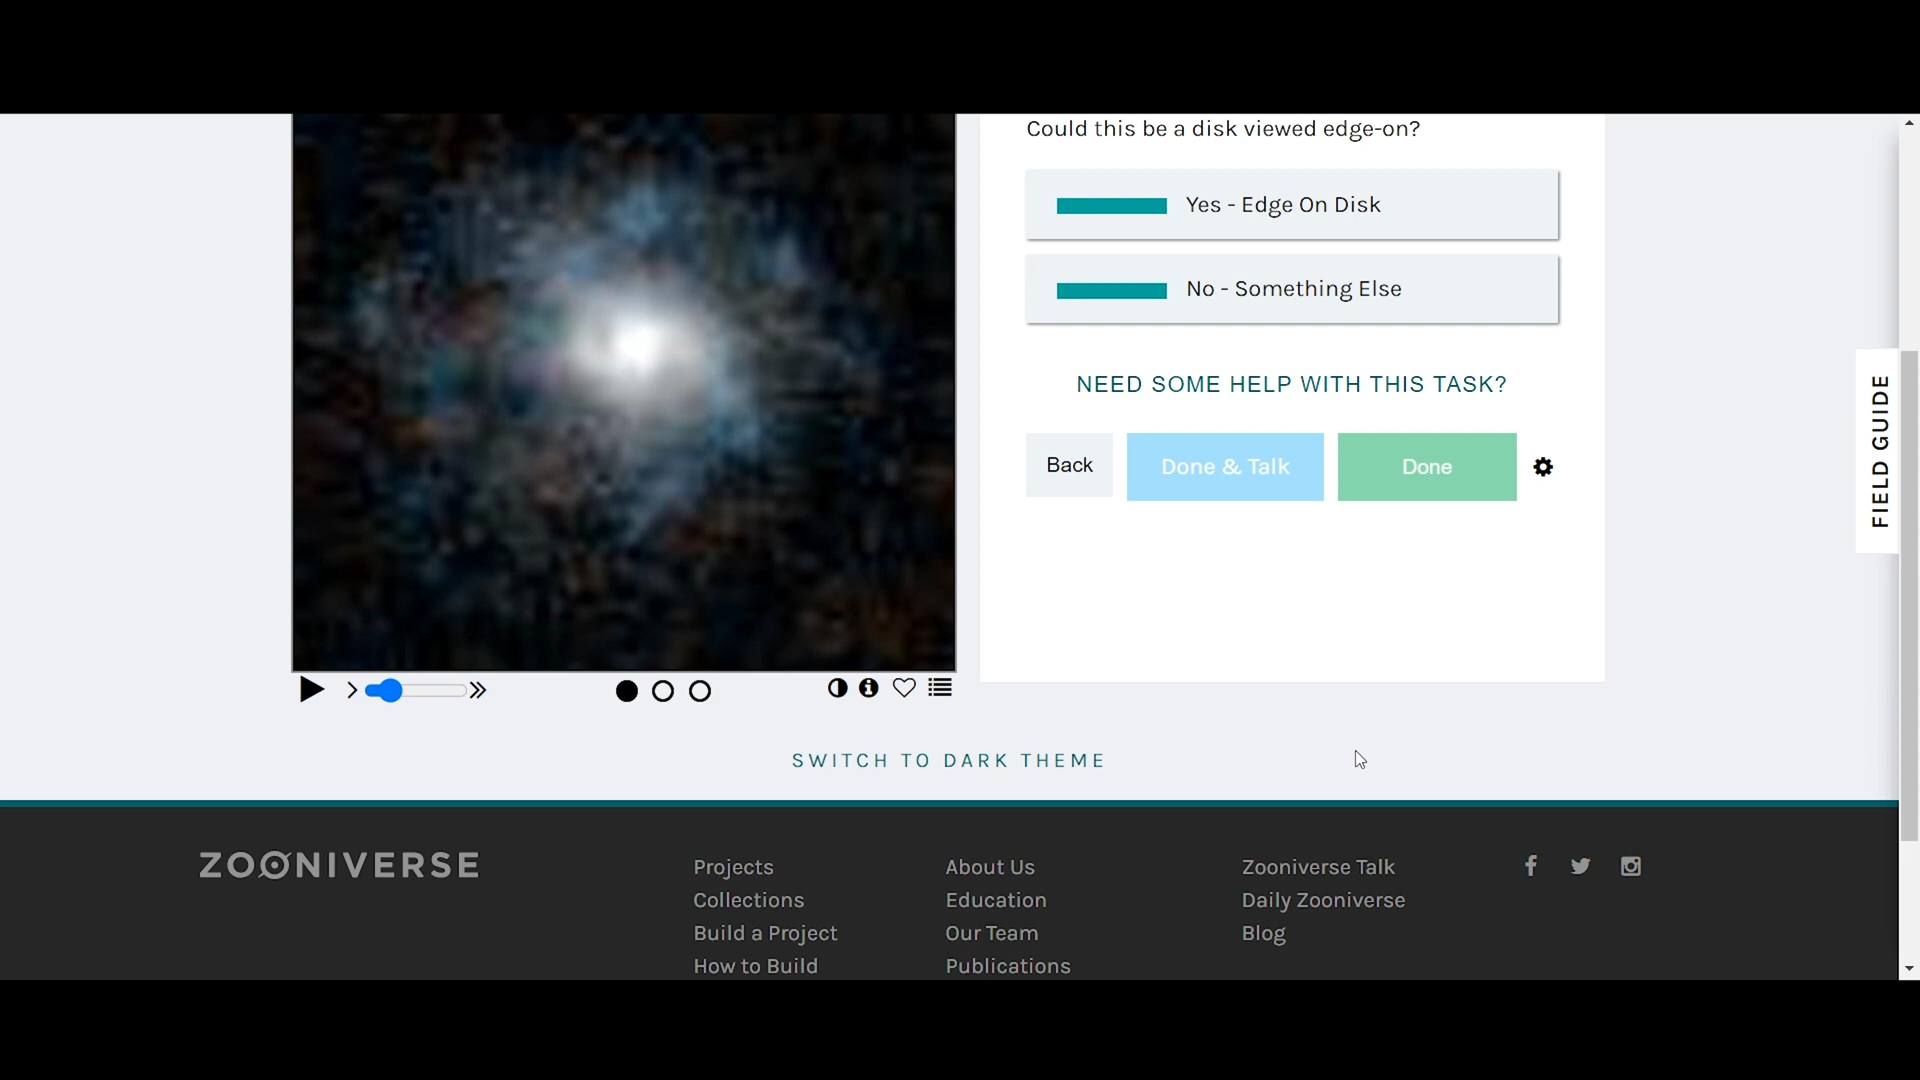 Could this be a disk viewed edge-on?
Yes - Edge On Disk
No - Something Else
NEED SOME HELP WITH THIS TASK?
Back
Done & Talk
Done
FIELD GUIDE
SWITCH TO DARK THEME
ZOONIVERSE
Projects
Collections
Build a Project
How to Build
About Us
Education
Our Team
Publications
Zooniverse Talk
Daily Zooniverse
Blog